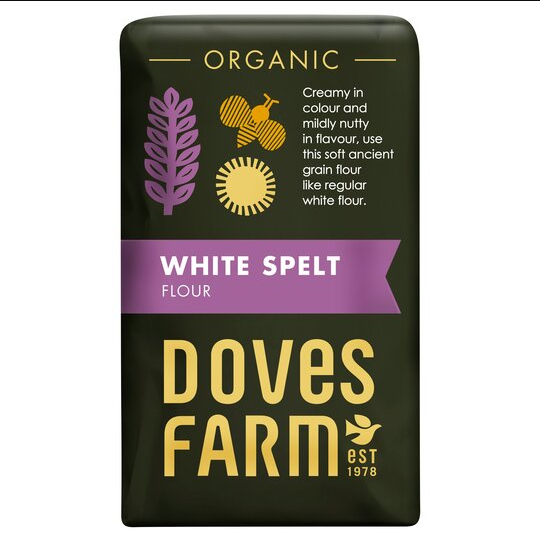 ORGANIC
Creamy in
colour and
mildly nutty
in flavour, use
this soft ancient
grain flour
like regular
white flour.
WHITE SPELT
FLOUR
DOVES
FARM
EST
1978